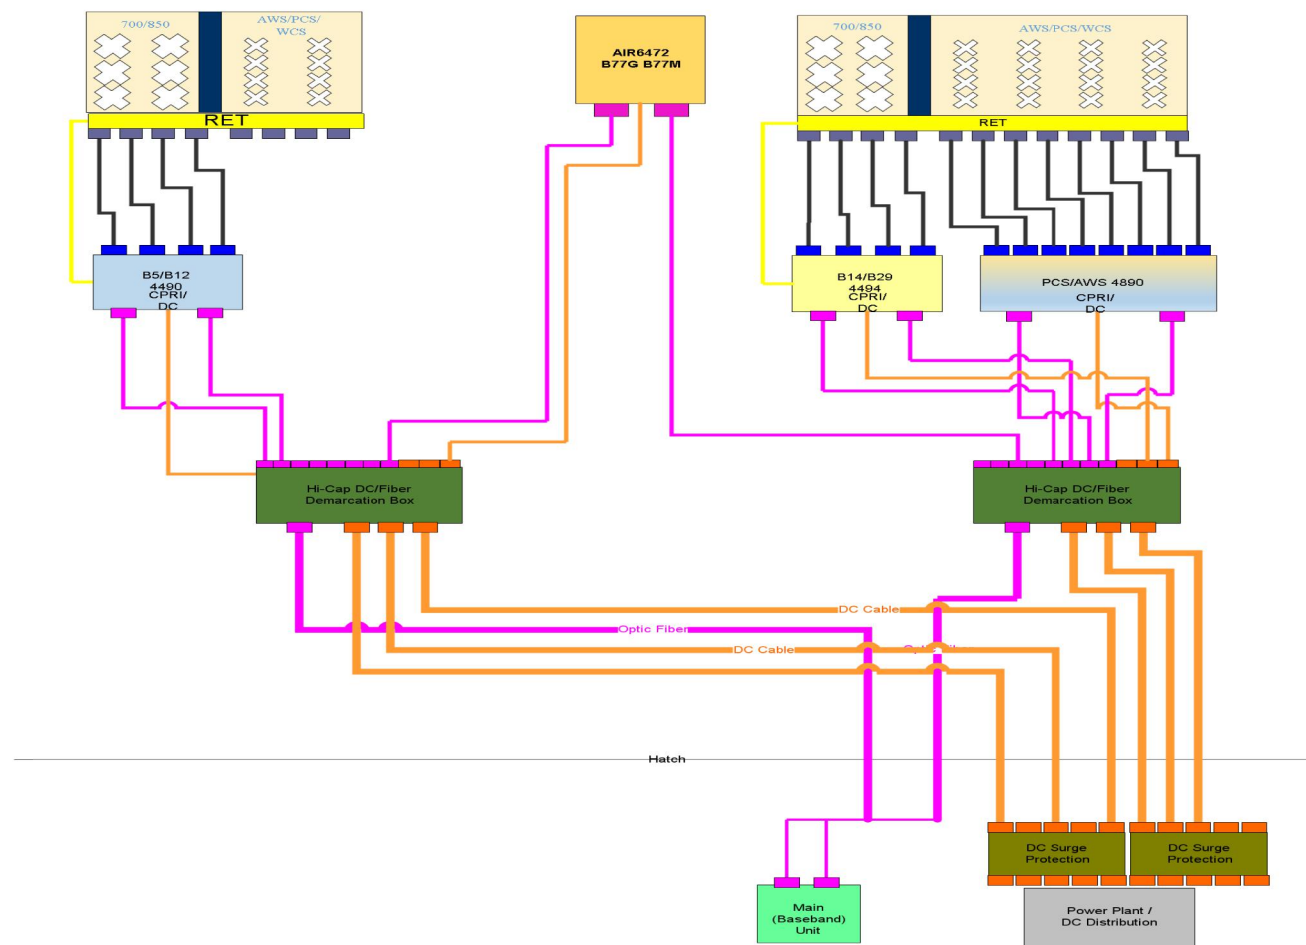 700/850
AWS/PCS/
WCS
RET
AIR6472
B77G B77M
700/850
AWS/PCS/WCS
RET
B5/B12
4490
CPRI/
DC
B14/B29
4494
CPRI/
DC
PCS/AWS 4890
CPRI/
DC
Hi-Cap DC/Fiber
Demarcation Box
Hi-Cap DC/Fiber
Demarcation Box
DC Cable
Optic Fiber
DC Cable
Optic Fiber
Hatch
DC Surge
Protection
DC Surge
Protection
Main
(Baseband)
Unit
Power Plant /
DC Distribution